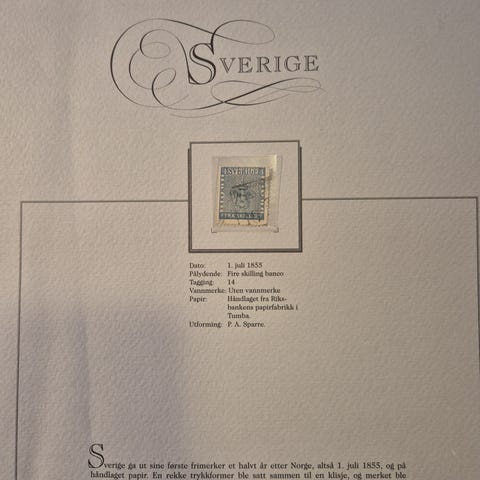 SVERIGE
SVERIGE
FYRA SKILL. Bco
Dato: 1. juli 1855
Pålydende: Fire skilling banco
Tagging: 14
Vannmerke: Uten vannmerke
Papir: Håndlaget fra Riks-
bankens papirfabrikk i
Tumba.
Utforming: P. A. Sparre.
Sverige ga ut sine første frimerker et halvt år etter Norge, altså 1. juli 1855, og på
håndlaget papir. En rekke trykkformer ble satt sammen til en klisje, og merket ble